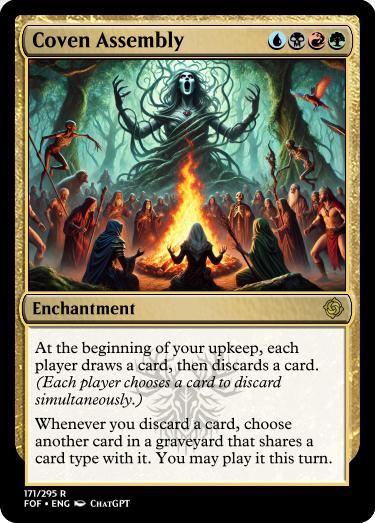 Coven Assembly
Enchantment
At the beginning of your upkeep, each
player draws a card, then discards a card.
(Each player chooses a card to discard
simultaneously.)
Whenever you discard a card, choose
another card in a graveyard that shares a
card type with it. You may play it this turn.
171/295 R
FOF • ENG ChatGPT